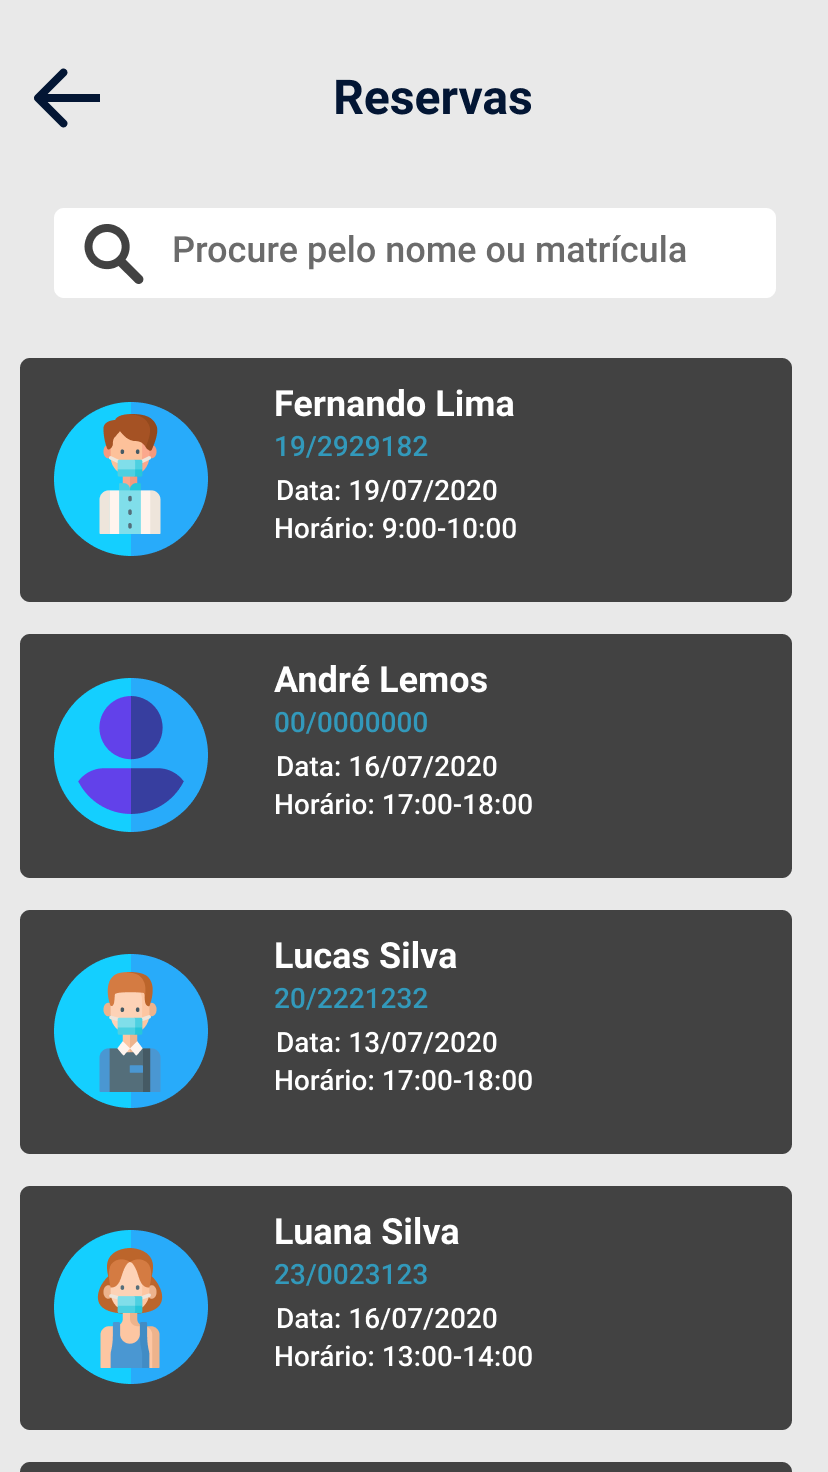 Reservas
Procure pelo nome ou matrícula
Fernando Lima
19/2929182
Data: 19/07/2020
Horário: 9:00-10:00
André Lemos
00/0000000
Data: 16/07/2020
Horário: 17:00-18:00
Lucas Silva
20/2221232
Data: 13/07/2020
Horário: 17:00-18:00
Luana Silva
23/0023123
Data: 16/07/2020
Horário: 13:00-14:00